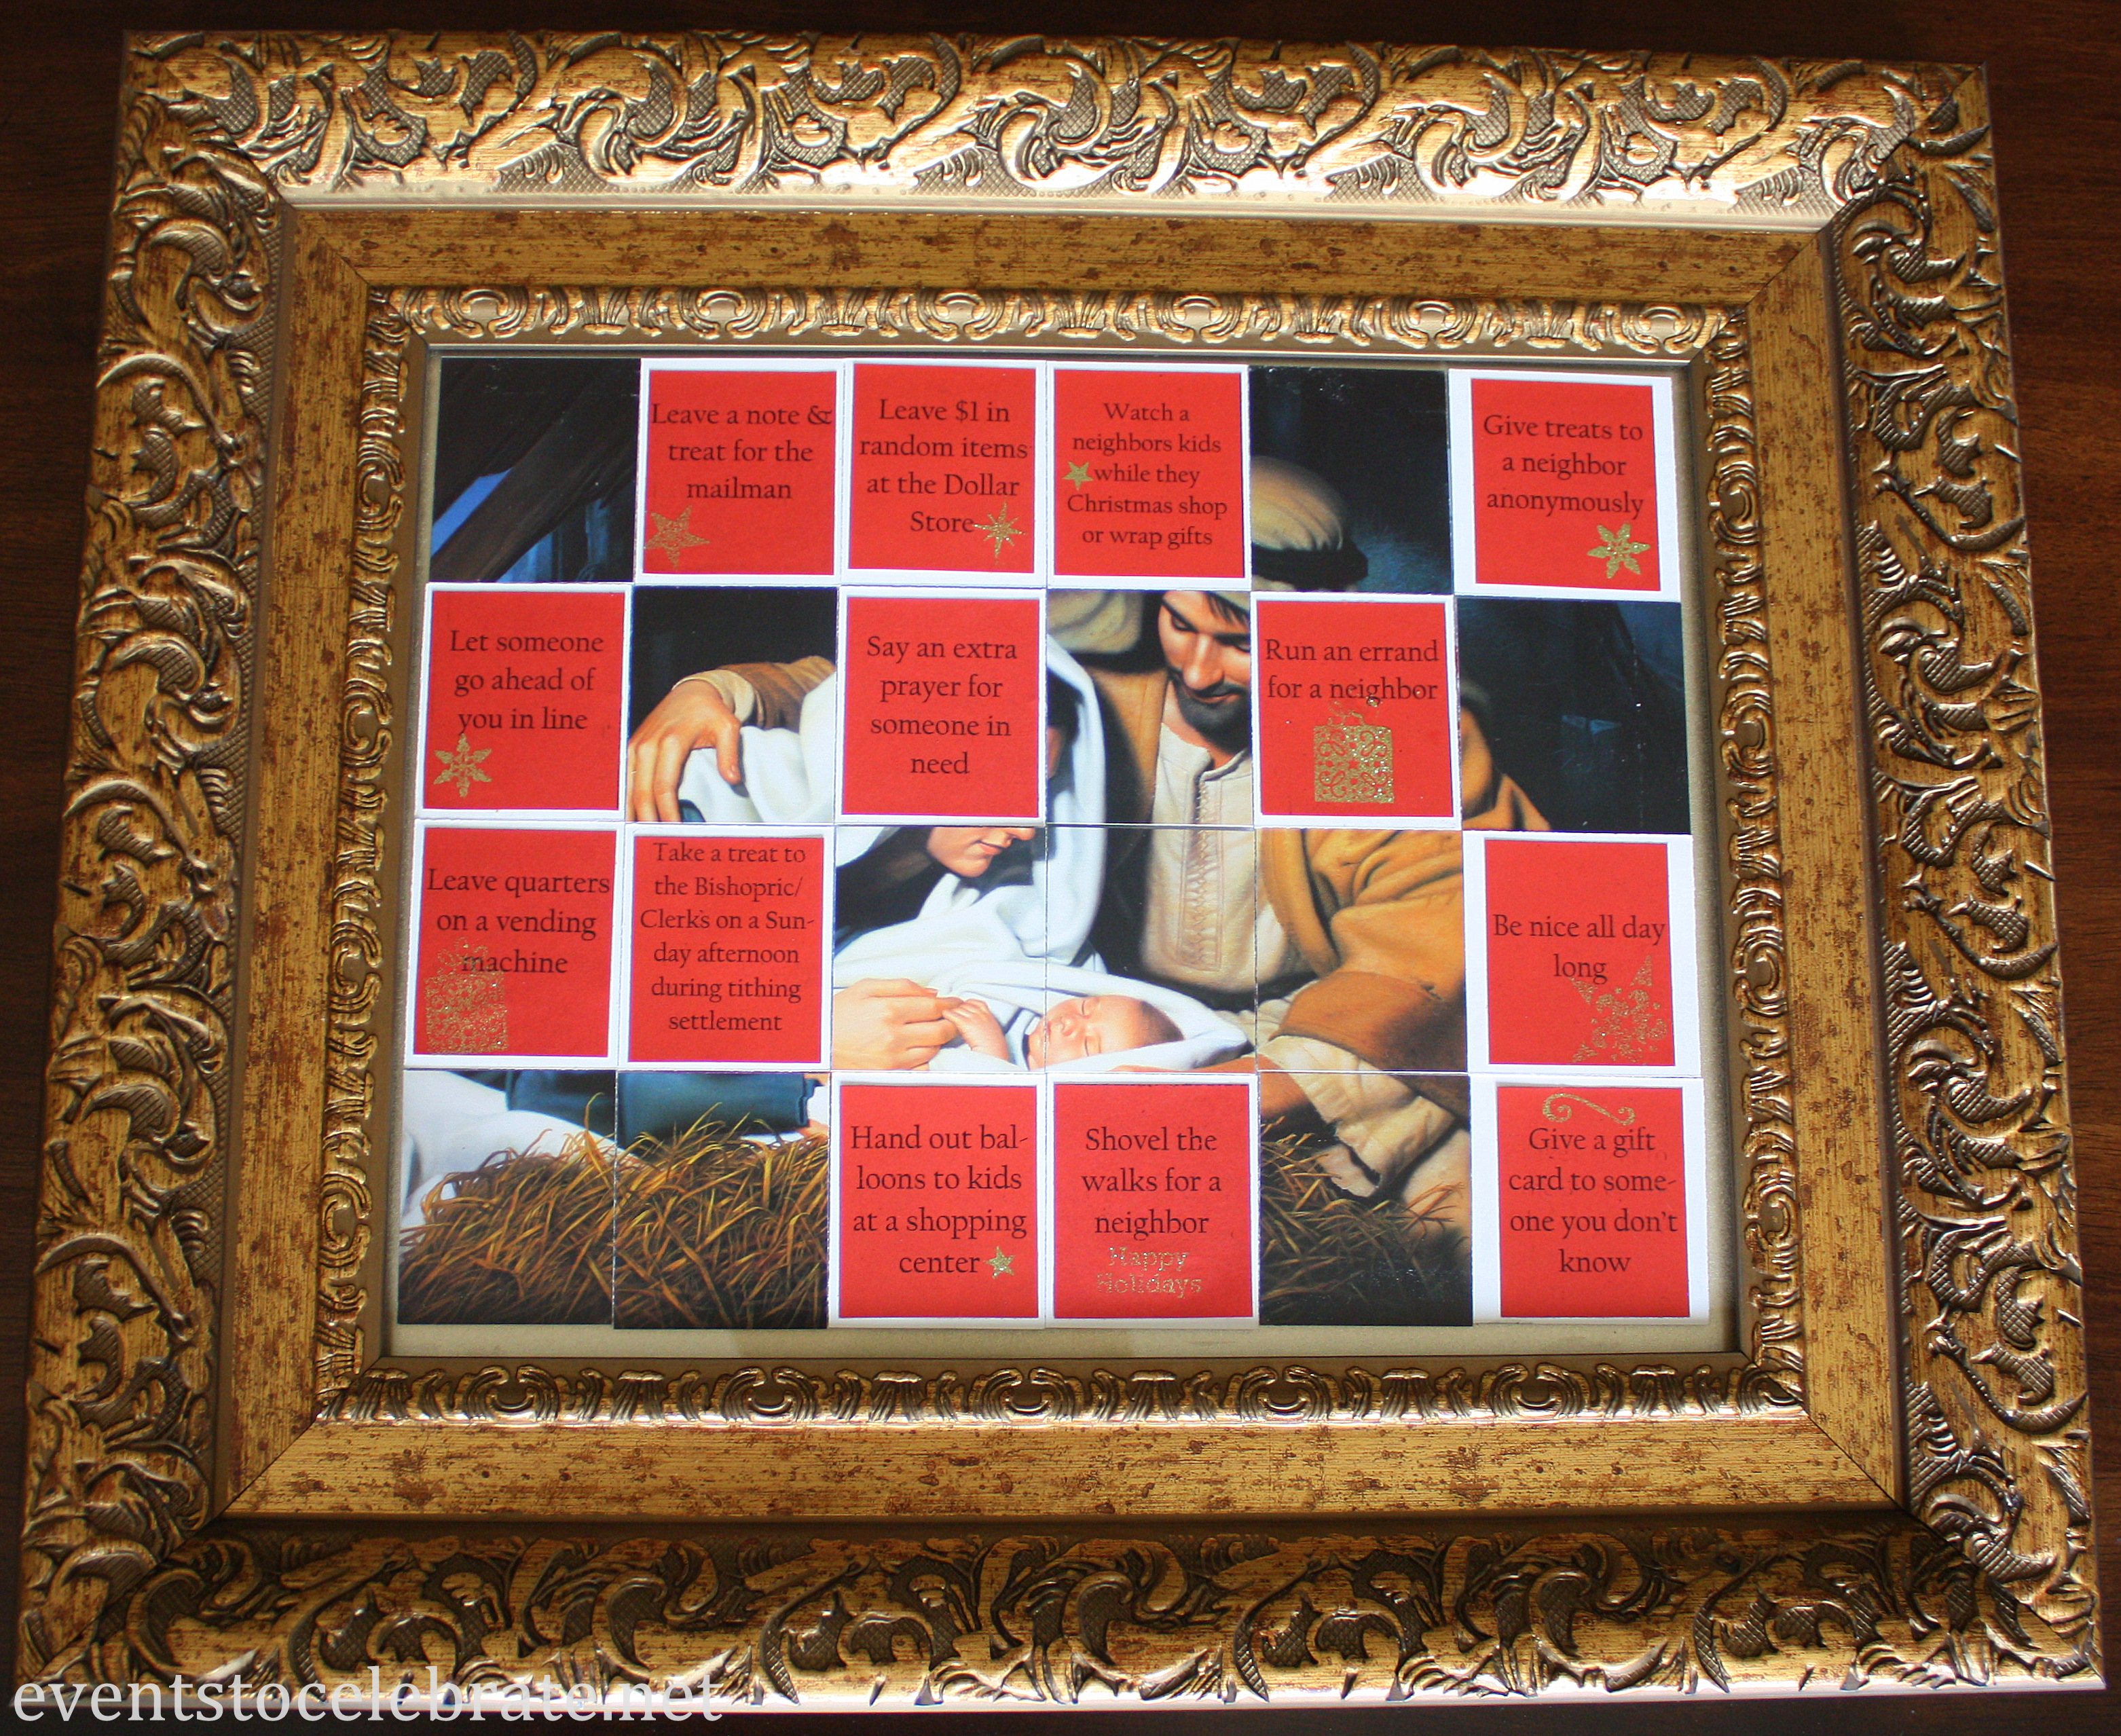 Leave a note &
treat for the
mailman
Leave $1 in
random items
at the Dollar
Store
Watch a
neighbors kids
while they
Christmas shop
or wrap gifts
Give treats to
a neighbor
anonymously
Let someone
go ahead of
you in line
Say an extra
prayer for
someone in
need
Run an errand
for a neighbor
Leave quarters
on a vending
machine
Take a treat to
the Bishopric/
Clerk's on a Sun-
day afternoon
during tithing
settlement
Be nice all day
long
Hand out bal-
loons to kids
at a shopping
center
Shovel the
walks for a
neighbor
Happy
Holidays
Give a gift
card to some-
one you don't
know
eventstocelebrate.net